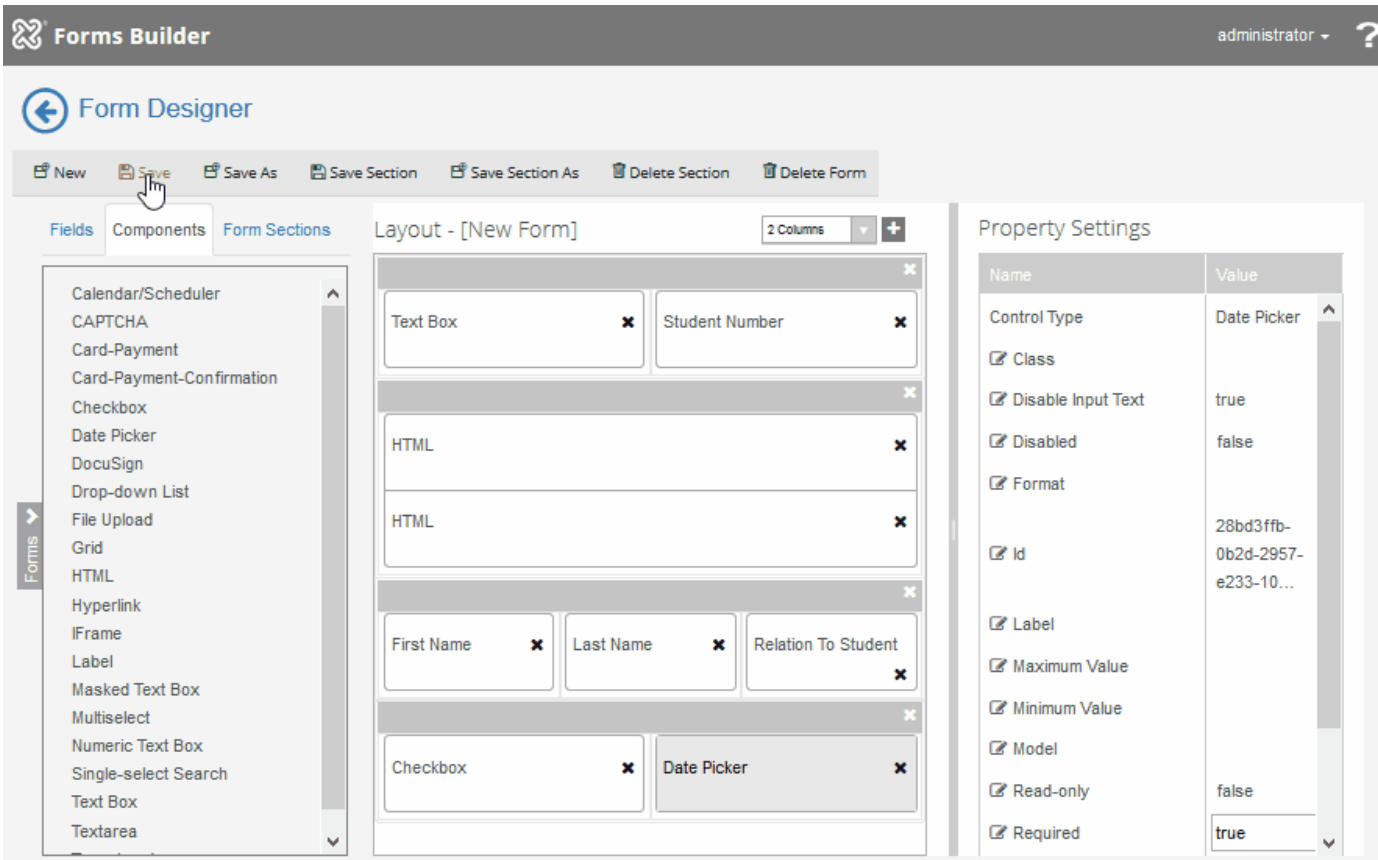 Forms Builder
administrator
?
Form Designer
New Save Save As Save Section Save Section As Delete Section Delete Form
Fields Components Form Sections
Calendar/Scheduler
CAPTCHA
Card-Payment
Card-Payment-Confirmation
Checkbox
Date Picker
DocuSign
Drop-down List
File Upload
Grid
HTML
Hyperlink
IFrame
Label
Masked Text Box
Multiselect
Numeric Text Box
Single-select Search
Text Box
Textarea
Forms
Layout - [New Form]
2 Columns
Text Box
Student Number
HTML
HTML
First Name
Last Name
Relation To Student
Checkbox
Date Picker
Property Settings
Name Value
Control Type Date Picker
Class
Disable Input Text true
Disabled false
Format
Id 28bd3ffb-
0b2d-2957-
e233-10...
Label
Maximum Value
Minimum Value
Model
Read-only false
Required true